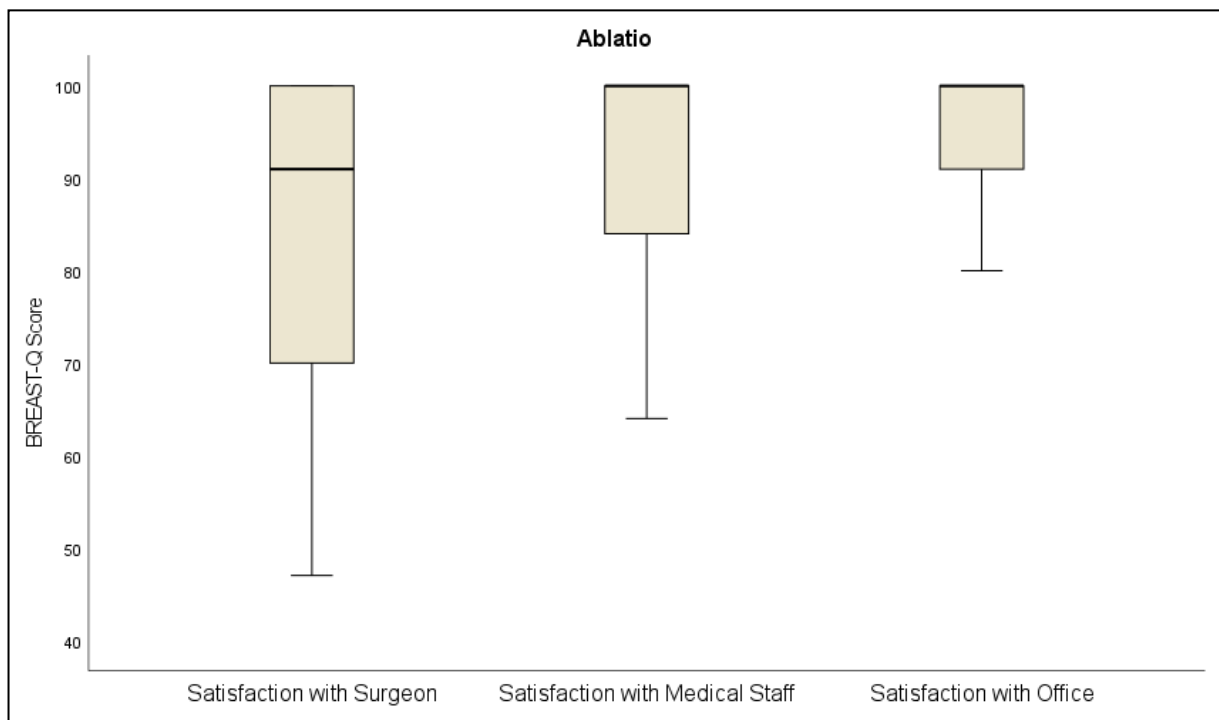 Ablatio
100
90
80
70
60
50
40
BREAST-Q Score
Satisfaction with Surgeon
Satisfaction with Medical Staff
Satisfaction with Office